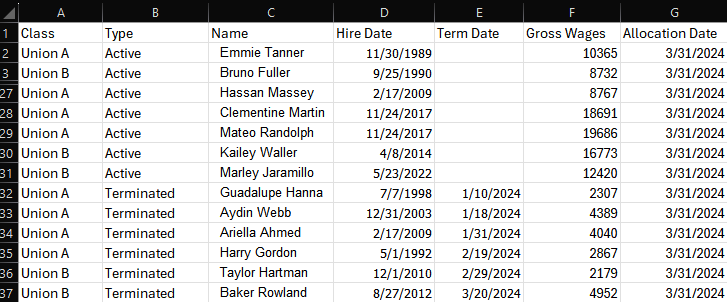 A B C D E F G
1 Class Type Name Hire Date Term Date Gross Wages Allocation Date
2 Union A Active Emmie Tanner 11/30/1989 10365 3/31/2024
3 Union B Active Bruno Fuller 9/25/1990 8732 3/31/2024
27 Union A Active Hassan Massey 2/17/2009 8767 3/31/2024
28 Union A Active Clementine Martin 11/24/2017 18691 3/31/2024
29 Union A Active Mateo Randolph 11/24/2017 19686 3/31/2024
30 Union B Active Kailey Waller 4/8/2014 16773 3/31/2024
31 Union B Active Marley Jaramillo 5/23/2022 12420 3/31/2024
32 Union A Terminated Guadalupe Hanna 7/7/1998 1/10/2024 2307 3/31/2024
33 Union A Terminated Aydin Webb 12/31/2003 1/18/2024 4389 3/31/2024
34 Union A Terminated Ariella Ahmed 2/17/2009 1/31/2024 4040 3/31/2024
35 Union A Terminated Harry Gordon 5/1/1992 2/19/2024 2867 3/31/2024
36 Union B Terminated Taylor Hartman 12/1/2010 2/29/2024 2179 3/31/2024
37 Union B Terminated Baker Rowland 8/27/2012 3/20/2024 4952 3/31/2024